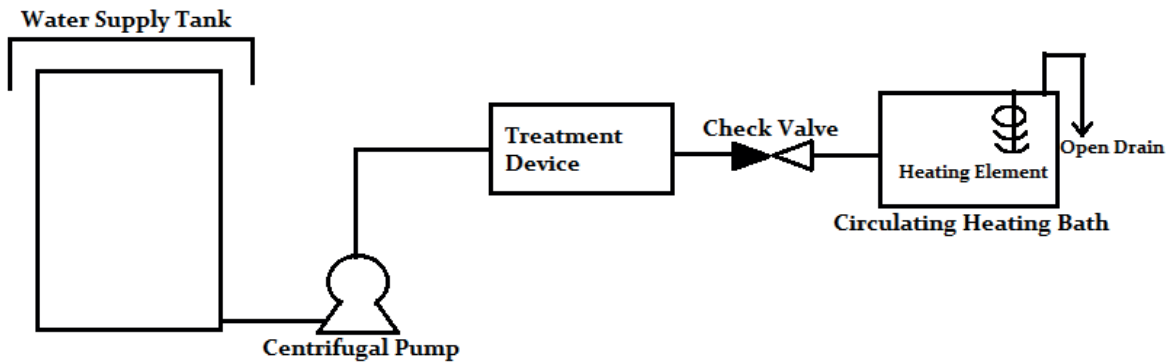 Water Supply Tank
Treatment
Device
Check Valve
Open Drain
Heating Element
Circulating Heating Bath
Centrifugal Pump